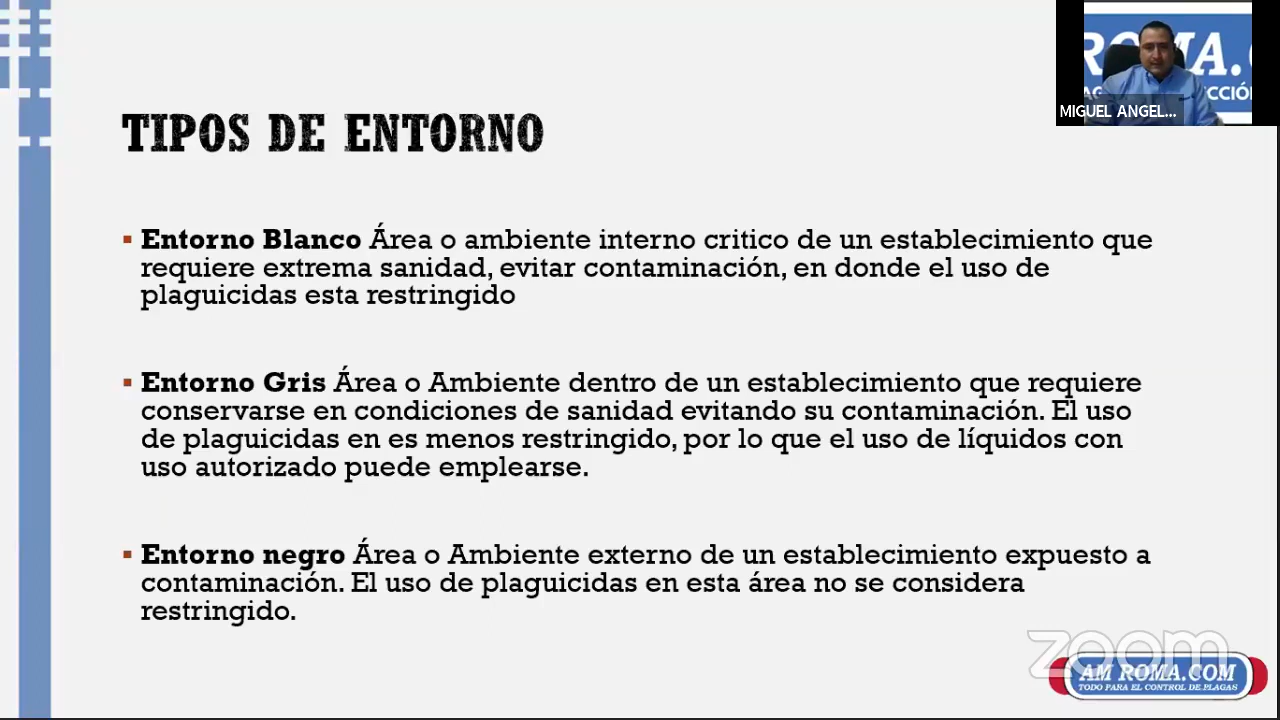 ROMA.
CCIÓN
MIGUEL ANGEL...
TIPOS DE ENTORNO
▪ Entorno Blanco Área o ambiente interno critico de un establecimiento que
requiere extrema sanidad, evitar contaminación, en donde el uso de
plaguicidas esta restringido
▪ Entorno Gris Área o Ambiente dentro de un establecimiento que requiere
conservarse en condiciones de sanidad evitando su contaminación. El uso
de plaguicidas en es menos restringido, por lo que el uso de líquidos con
uso autorizado puede emplearse.
▪ Entorno negro Área o Ambiente externo de un establecimiento expuesto a
contaminación. El uso de plaguicidas en esta área no se considera
restringido.
zoom
AM ROMA.COM
TODO PARA EL CONTROL DE PLAGAS